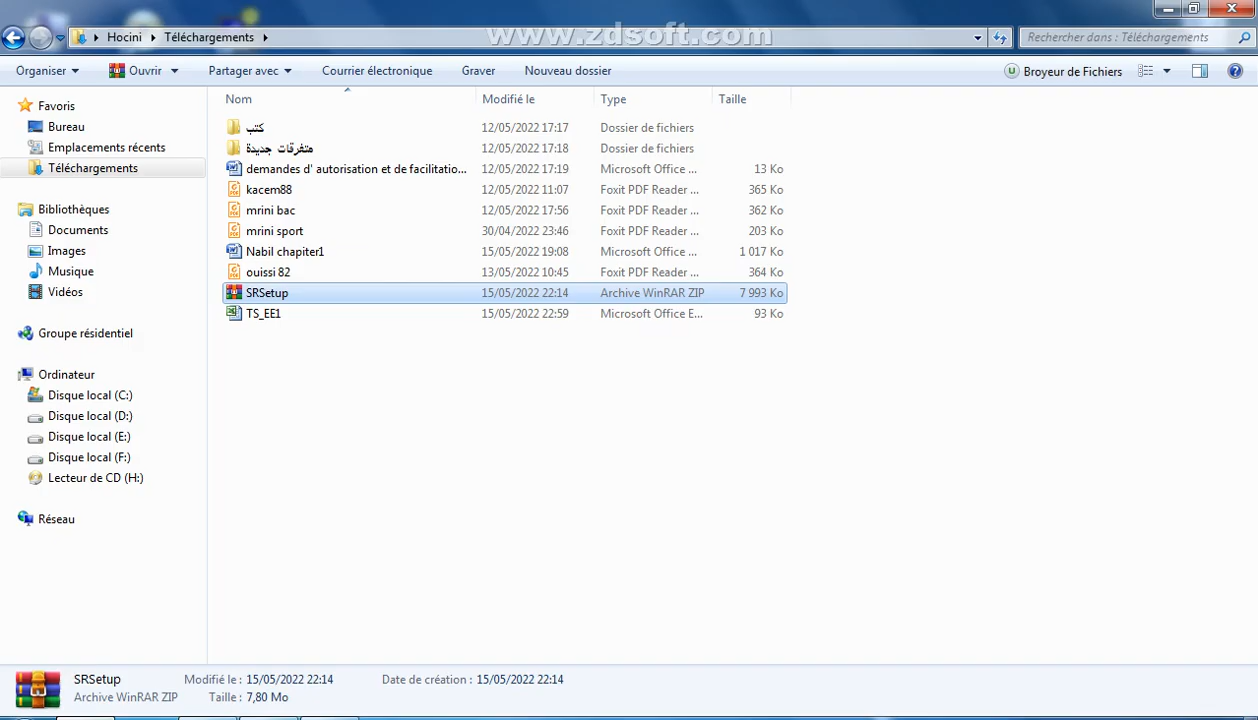 www.zdsoft.com
Hocini Téléchargements
Rechercher dans : Téléchargements
Organiser Ouvrir Partager avec Courrier électronique Graver Nouveau dossier Broyeur de Fichiers
Favoris
Bureau
Emplacements récents
Téléchargements
Bibliothèques
Documents
Images
Musique
Vidéos
Groupe résidentiel
Ordinateur
Disque local (C:)
Disque local (D:)
Disque local (E:)
Disque local (F:)
Lecteur de CD (H:)
Réseau
Nom Modifié le Type Taille
كتب 12/05/2022 17:17 Dossier de fichiers
متفرقات جديدة 12/05/2022 17:18 Dossier de fichiers
demandes d' autorisation et de facilitatio... 12/05/2022 17:19 Microsoft Office ... 13 Ko
kacem88 12/05/2022 11:07 Foxit PDF Reader ... 365 Ko
mrini bac 12/05/2022 17:56 Foxit PDF Reader ... 362 Ko
mrini sport 30/04/2022 23:46 Foxit PDF Reader ... 203 Ko
Nabil chapiter1 15/05/2022 19:08 Microsoft Office ... 1 017 Ko
ouissi 82 13/05/2022 10:45 Foxit PDF Reader ... 364 Ko
SRSetup 15/05/2022 22:14 Archive WinRAR ZIP 7 993 Ko
TS_EE1 15/05/2022 22:59 Microsoft Office E... 93 Ko
SRSetup Modifié le : 15/05/2022 22:14 Date de création : 15/05/2022 22:14
Archive WinRAR ZIP Taille : 7,80 Mo